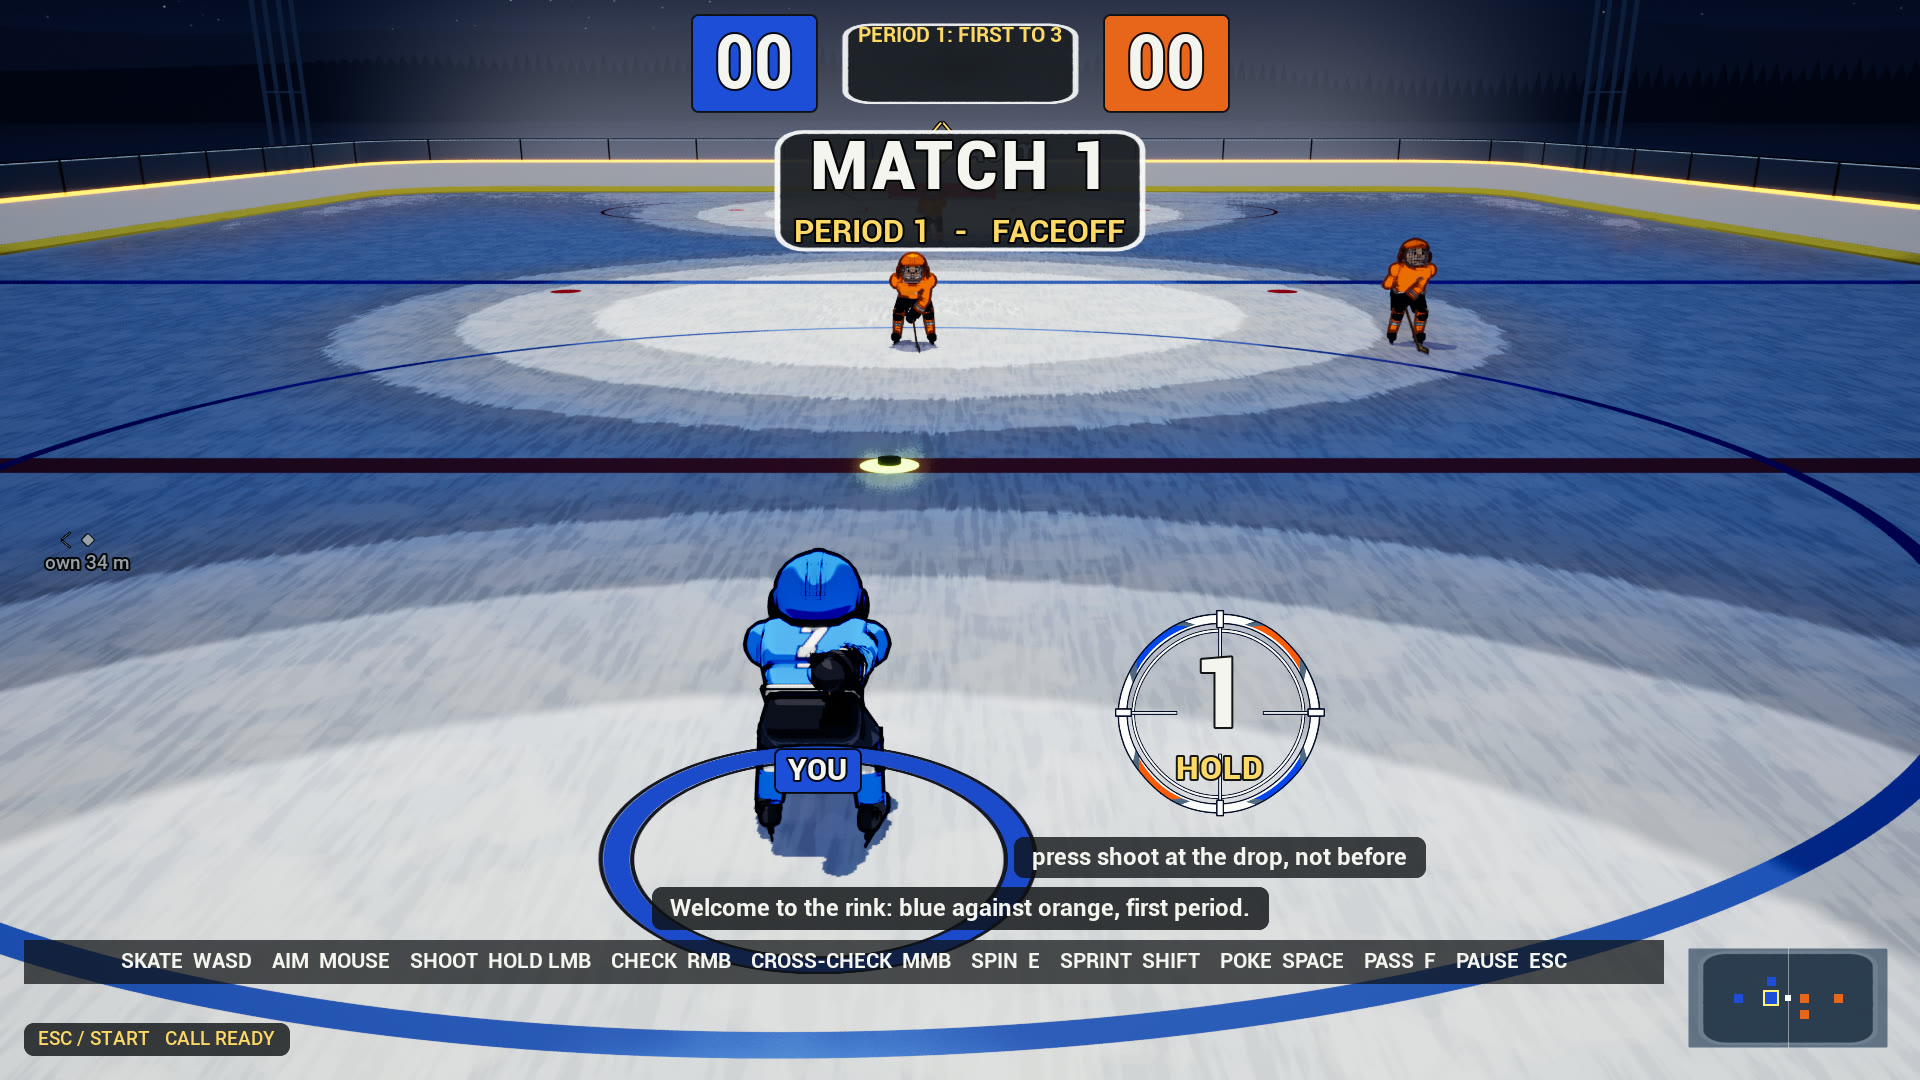 00
PERIOD 1: FIRST TO 3
00
MATCH 1
PERIOD 1 - FACEOFF
own 34 m
7
1
HOLD
YOU
press shoot at the drop, not before
Welcome to the rink: blue against orange, first period.
SKATE WASD AIM MOUSE SHOOT HOLD LMB CHECK RMB CROSS-CHECK MMB SPIN E SPRINT SHIFT POKE SPACE PASS F PAUSE ESC
ESC / START CALL READY